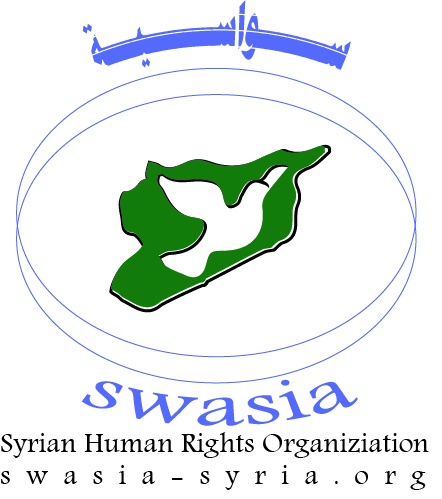 سواسية
swasia
Syrian Human Rights Organiziation
swasia-syria.org